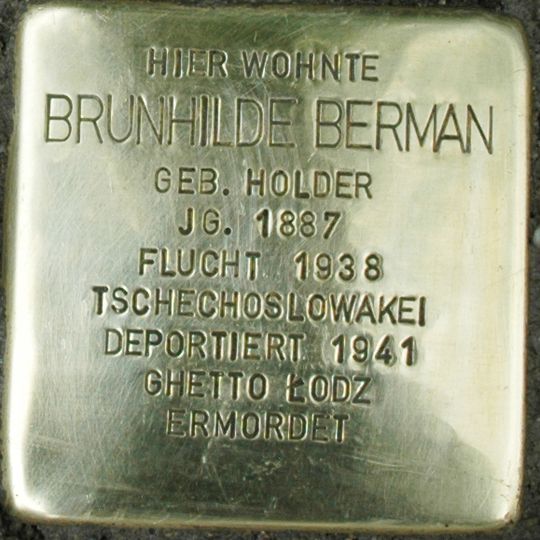 HIER WOHNTE
BRUNHILDE BERMAN
GEB. HOLDER
JG. 1887
FLUCHT 1938
TSCHECHOSLOWAKEI
DEPORTIERT 1941
GHETTO ŁODZ
ERMORDET